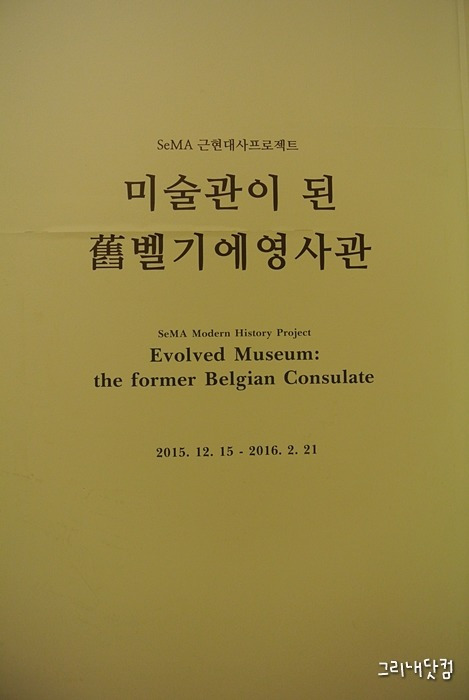 SeMA 근현대사프로젝트
미술관이 된
舊벨기에영사관
SeMA Modern History Project
Evolved Museum:
the former Belgian Consulate
2015. 12. 15 - 2016. 2. 21
그리내닷컴